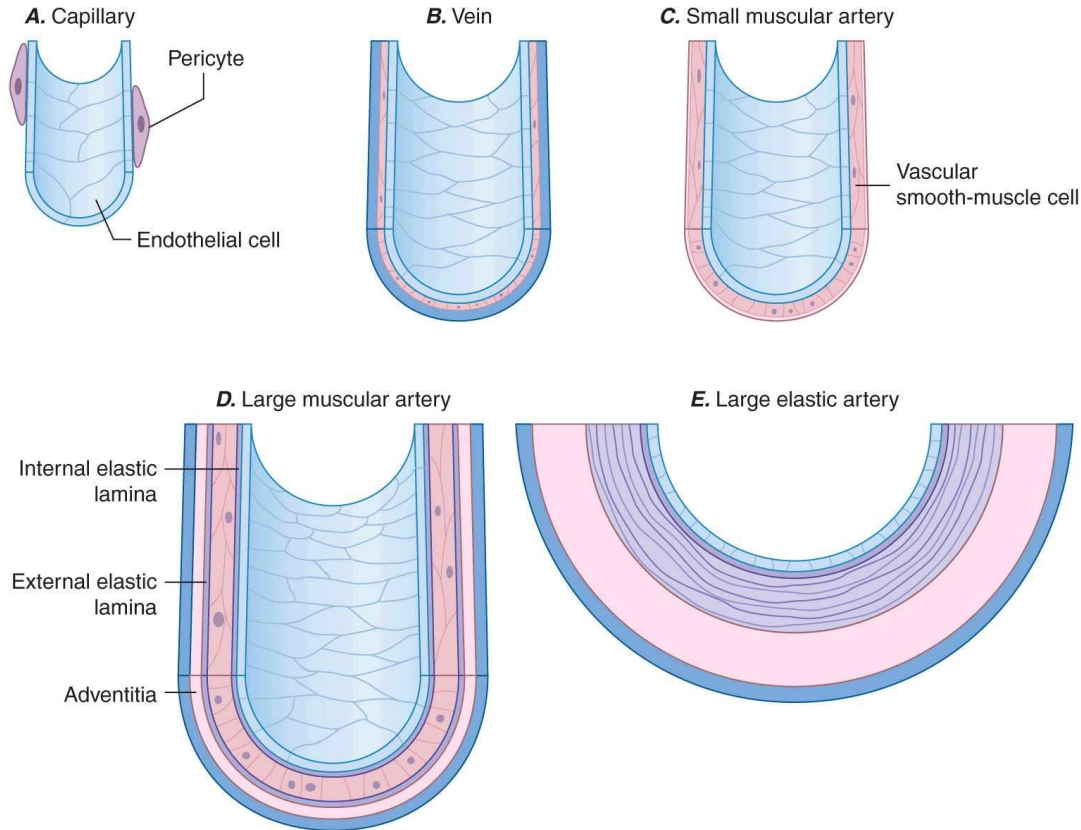 A. Capillary
B. Vein
C. Small muscular artery
Pericyte
Vascular
smooth-muscle cell
Endothelial cell
D. Large muscular artery
E. Large elastic artery
Internal elastic
lamina
External elastic
lamina
Adventitia